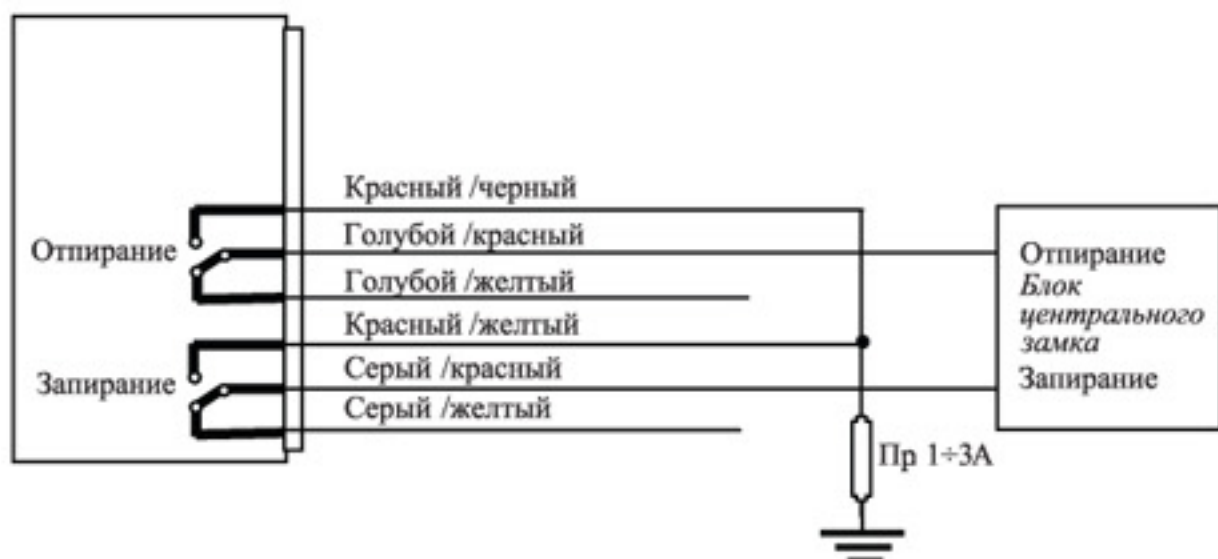 Красный /черный
Голубой /красный
Отпирание
Голубой /желтый
Красный /желтый
Серый /красный
Запирание
Серый /желтый
Отпирание
Блок
центрального
замка
Запирание
Пр 1÷3А